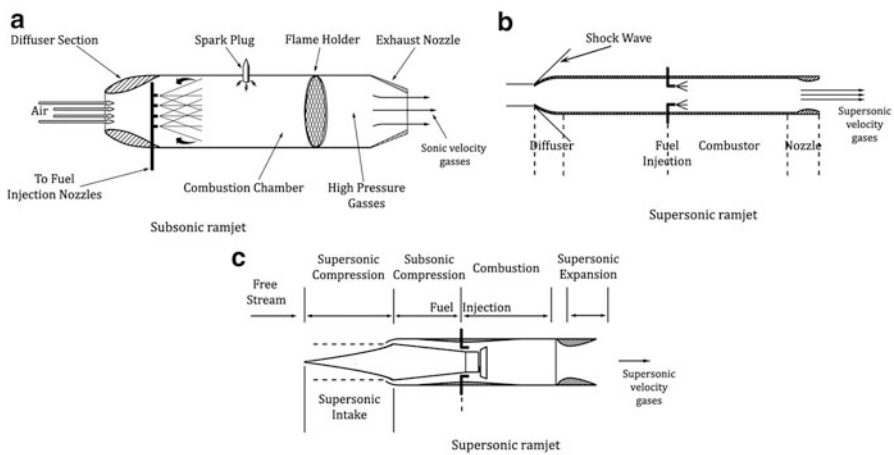 a
Diffuser Section
Spark Plug
Flame Holder
Exhaust Nozzle
Air
Sonic velocity
gasses
To Fuel
Injection Nozzles
Combustion Chamber
High Pressure
Gasses
Subsonic ramjet
b
Shock Wave
Supersonic
velocity
gasses
Diffuser
Fuel
Injection
Combustor
Nozzle
Supersonic ramjet
c
Supersonic
Compression
Subsonic
Compression
Combustion
Supersonic
Expansion
Free
Stream
Fuel Injection
Supersonic
velocity
gases
Supersonic
Intake
Supersonic ramjet